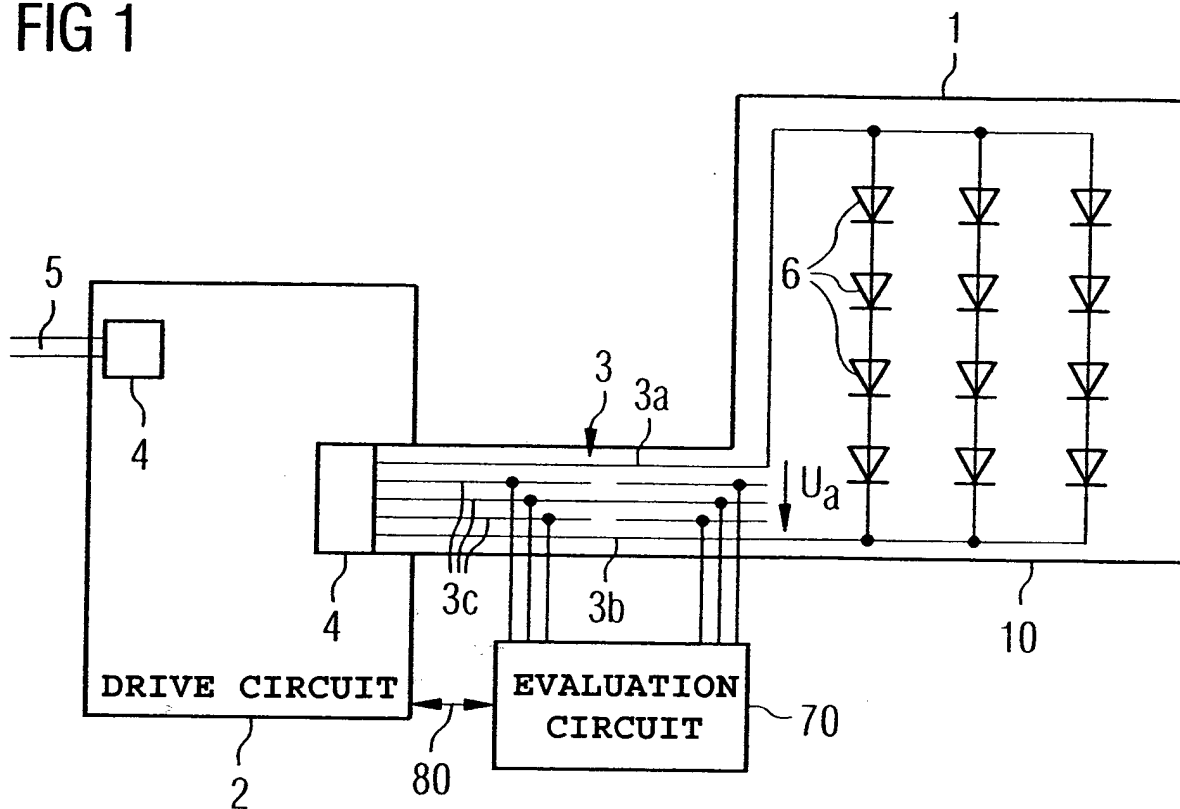 FIG 1
1
5
6
3
3a
4
Ua
3c
3b
4
10
DRIVE CIRCUIT
EVALUATION
CIRCUIT
70
80
2